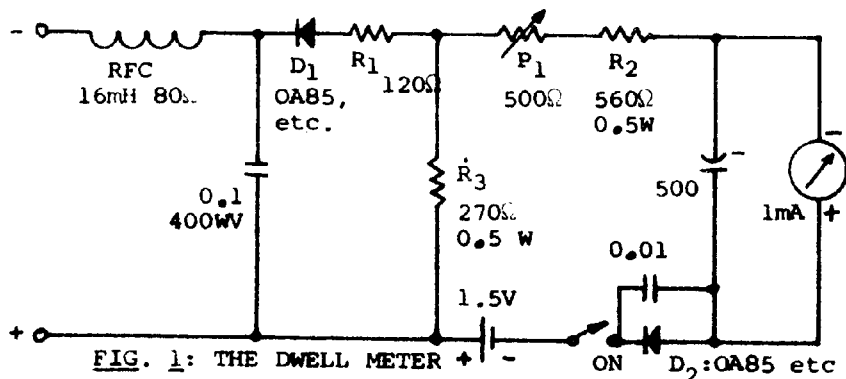 -
RFC
16mH 80Ω
D1
OA85,
etc.
R1
120Ω
P1
500Ω
R2
560Ω
0.5W
-
0.1
400WV
R3
270Ω
0.5 W
500
-
1mA +
0.01
1.5V
+
FIG. 1: THE DWELL METER + - ON D2:OA85 etc